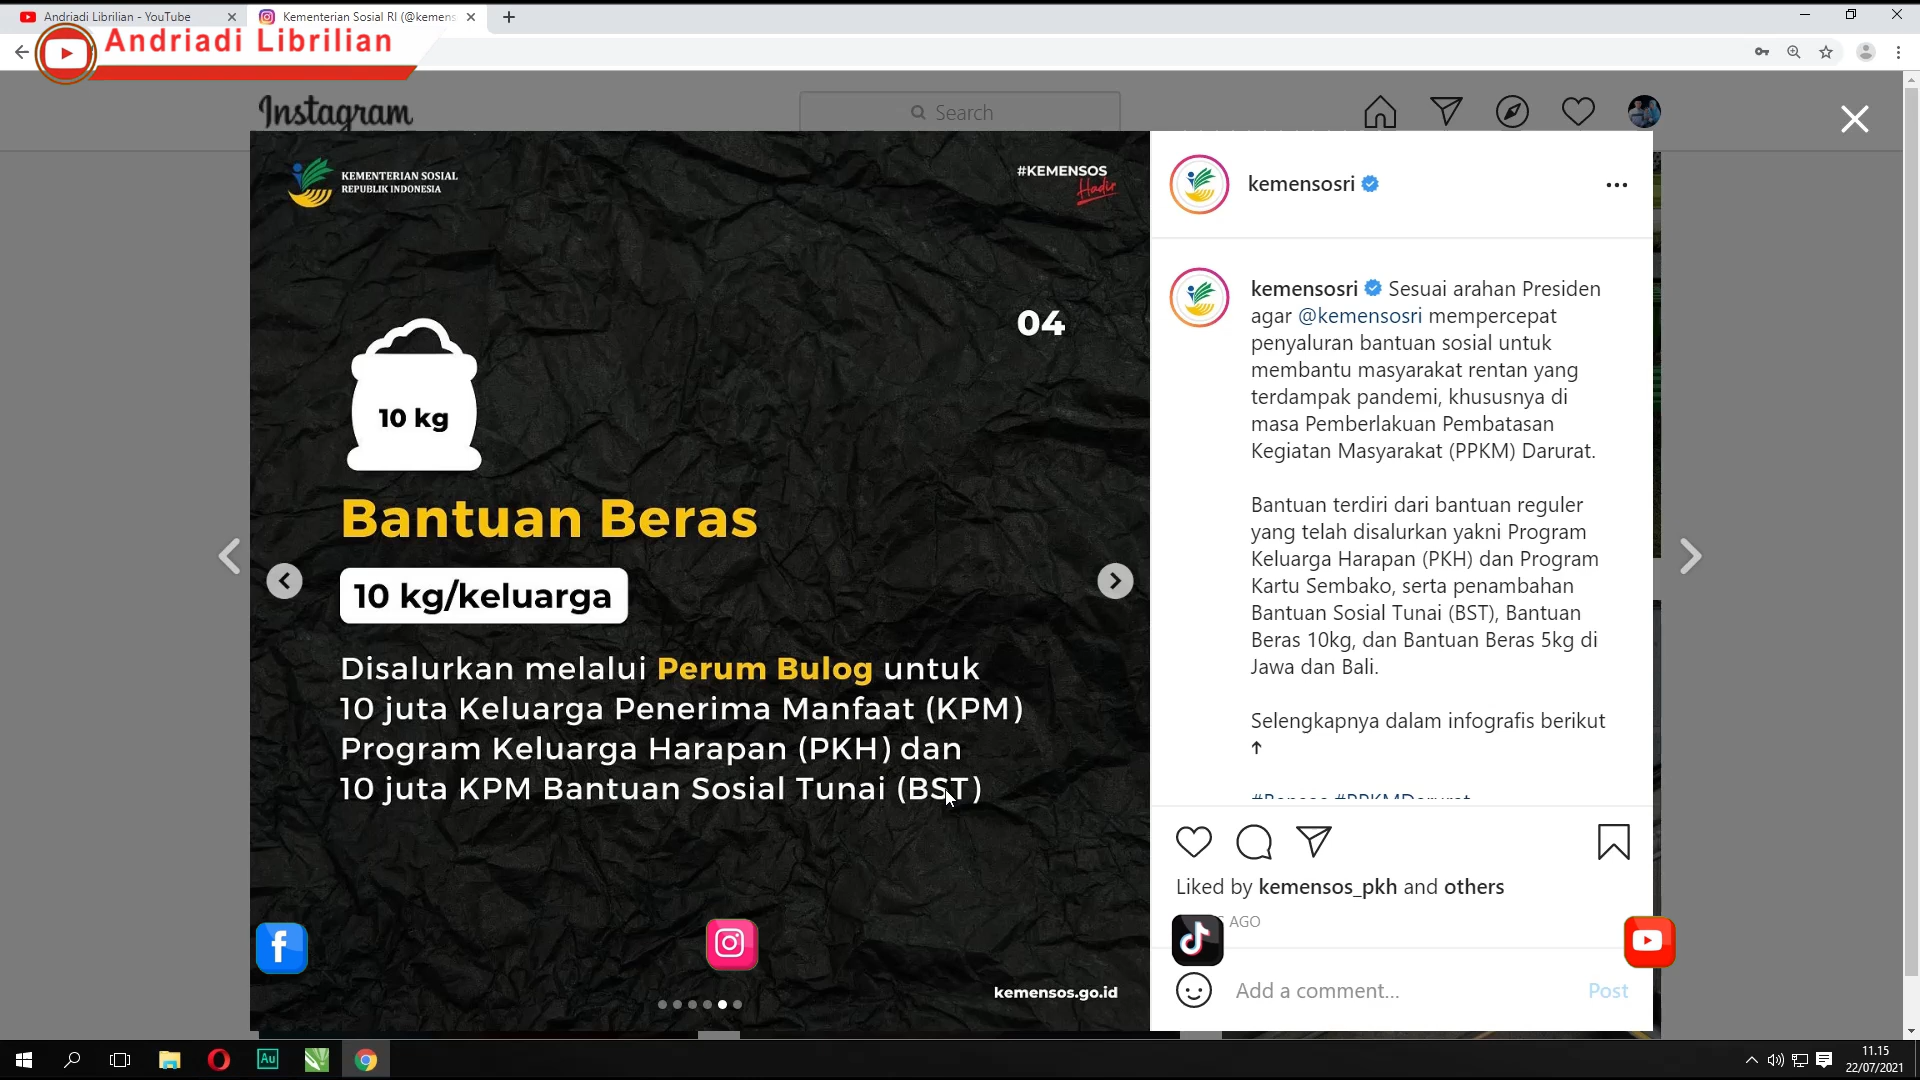 Andriadi Librilian - YouTube
Kementerian Sosial RI (@kemens
Andriadi Librilian
Instagram
Search
KEMENTERIAN SOSIAL
REPUBLIK INDONESIA
#KEMENSOS
Hadir
04
10 kg
Bantuan Beras
10 kg/keluarga
Disalurkan melalui Perum Bulog untuk
10 juta Keluarga Penerima Manfaat (KPM)
Program Keluarga Harapan (PKH) dan
10 juta KPM Bantuan Sosial Tunai (BST)
kemensos.go.id
kemensosri
kemensosri Sesuai arahan Presiden
agar @kemensosri mempercepat
penyaluran bantuan sosial untuk
membantu masyarakat rentan yang
terdampak pandemi, khususnya di
masa Pemberlakuan Pembatasan
Kegiatan Masyarakat (PPKM) Darurat.
Bantuan terdiri dari bantuan reguler
yang telah disalurkan yakni Program
Keluarga Harapan (PKH) dan Program
Kartu Sembako, serta penambahan
Bantuan Sosial Tunai (BST), Bantuan
Beras 10kg, dan Bantuan Beras 5kg di
Jawa dan Bali.
Selengkapnya dalam infografis berikut
↑
#Bansos #PPKMDarurat
Liked by kemensos_pkh and others
AGO
Add a comment...
Post
Au
11.15
22/07/2021